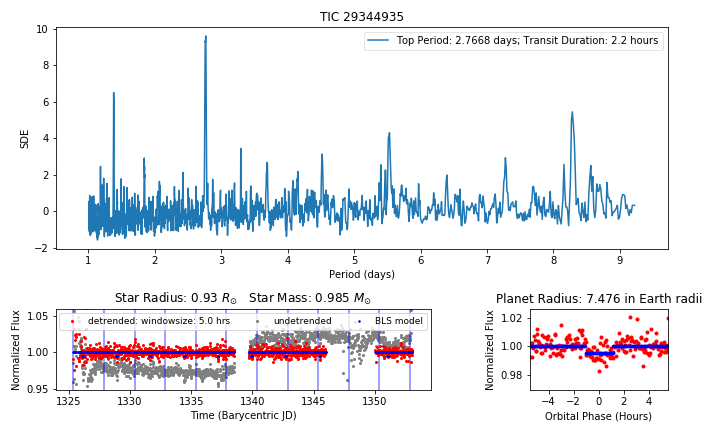 TIC 29344935
10
8
6
4
2
0
−2
SDE
Top Period: 2.7668 days; Transit Duration: 2.2 hours
1 2 3 4 5 6 7 8 9
Period (days)
Star Radius: 0.93 R☉ Star Mass: 0.985 M☉
1.05
1.00
0.95
Normalized Flux
detrended: windowsize: 5.0 hrs
undetrended
BLS model
1325 1330 1335 1340 1345 1350
Time (Barycentric JD)
Planet Radius: 7.476 in Earth radii
1.02
1.00
0.98
Normalized Flux
−4 −2 0 2 4
Orbital Phase (Hours)